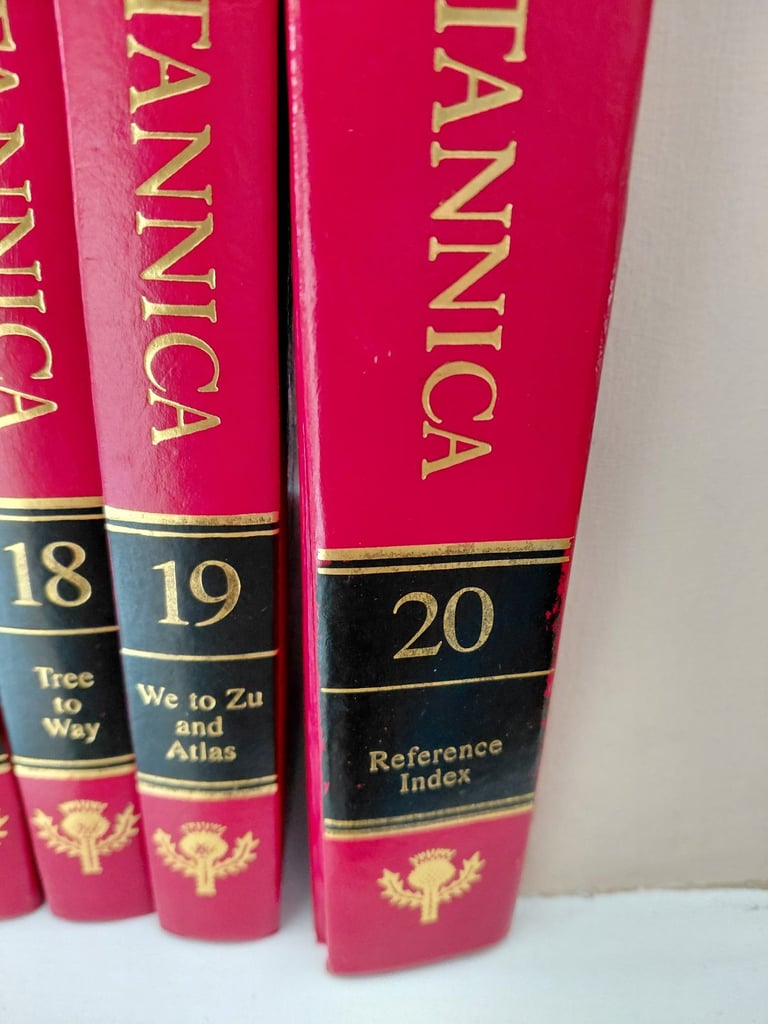 TANNICA
18
Tree
to
Way
TANNICA
19
We to Zu
and
Atlas
TANNICA
20
Reference
Index